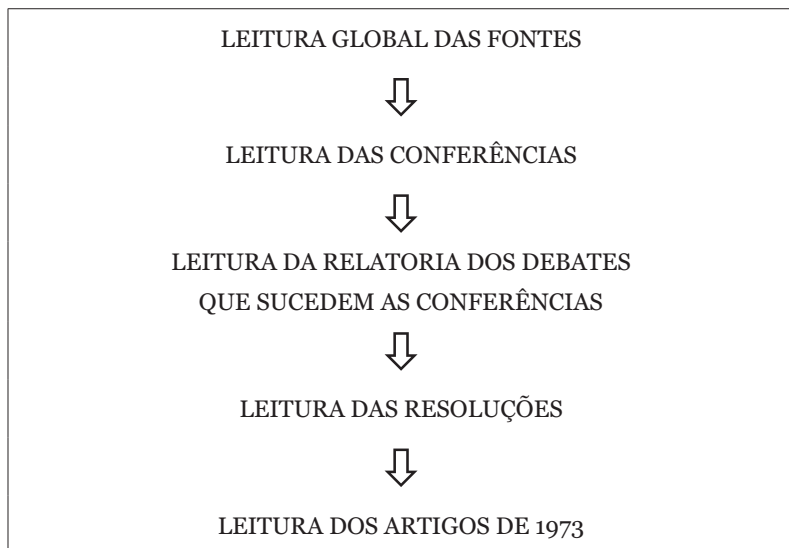 LEITURA GLOBAL DAS FONTES
LEITURA DAS CONFERÊNCIAS
LEITURA DA RELATORIA DOS DEBATES
QUE SUCEDEM AS CONFERÊNCIAS
LEITURA DAS RESOLUÇÕES
LEITURA DOS ARTIGOS DE 1973